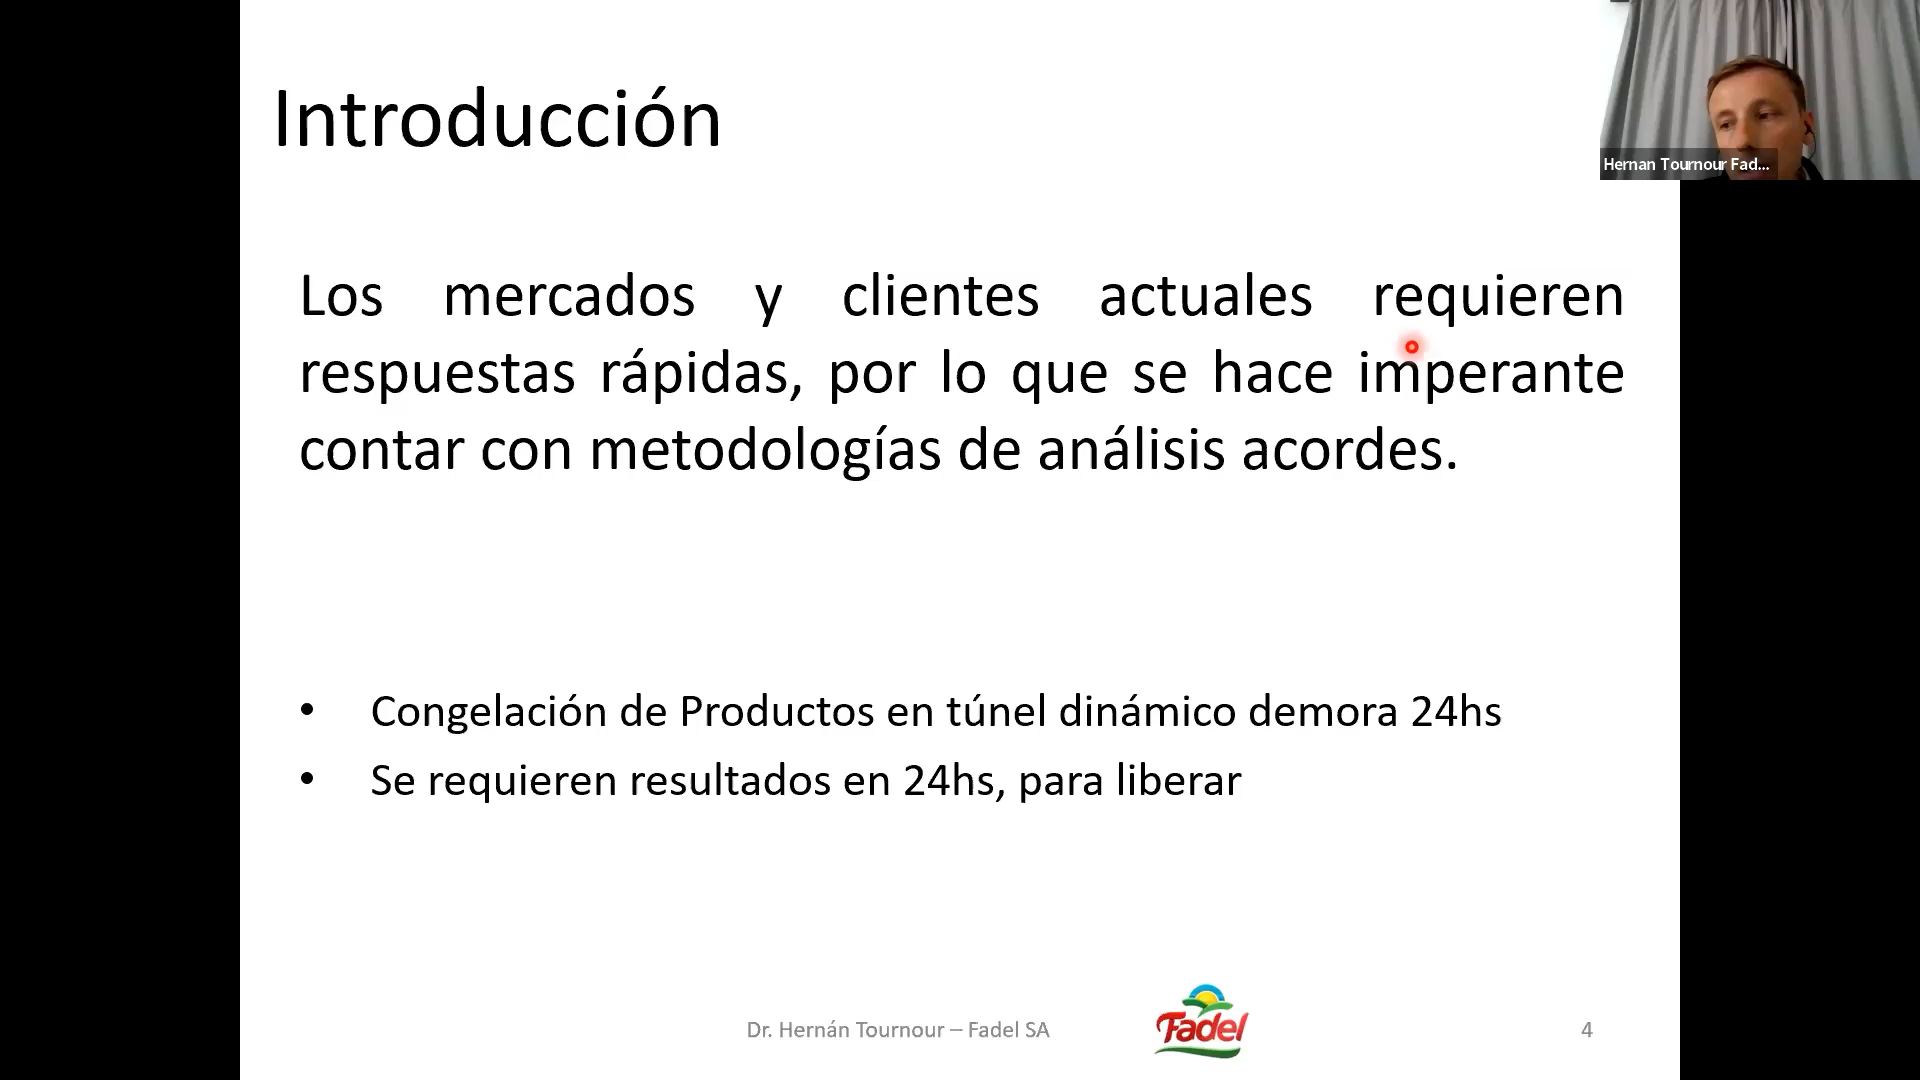 Introducción
Hernan Tournour Fad...
Los mercados y clientes actuales requieren
respuestas rápidas, por lo que se hace imperante
contar con metodologías de análisis acordes.
• Congelación de Productos en túnel dinámico demora 24hs
• Se requieren resultados en 24hs, para liberar
Dr. Hernán Tournour – Fadel SA
Fadel
4